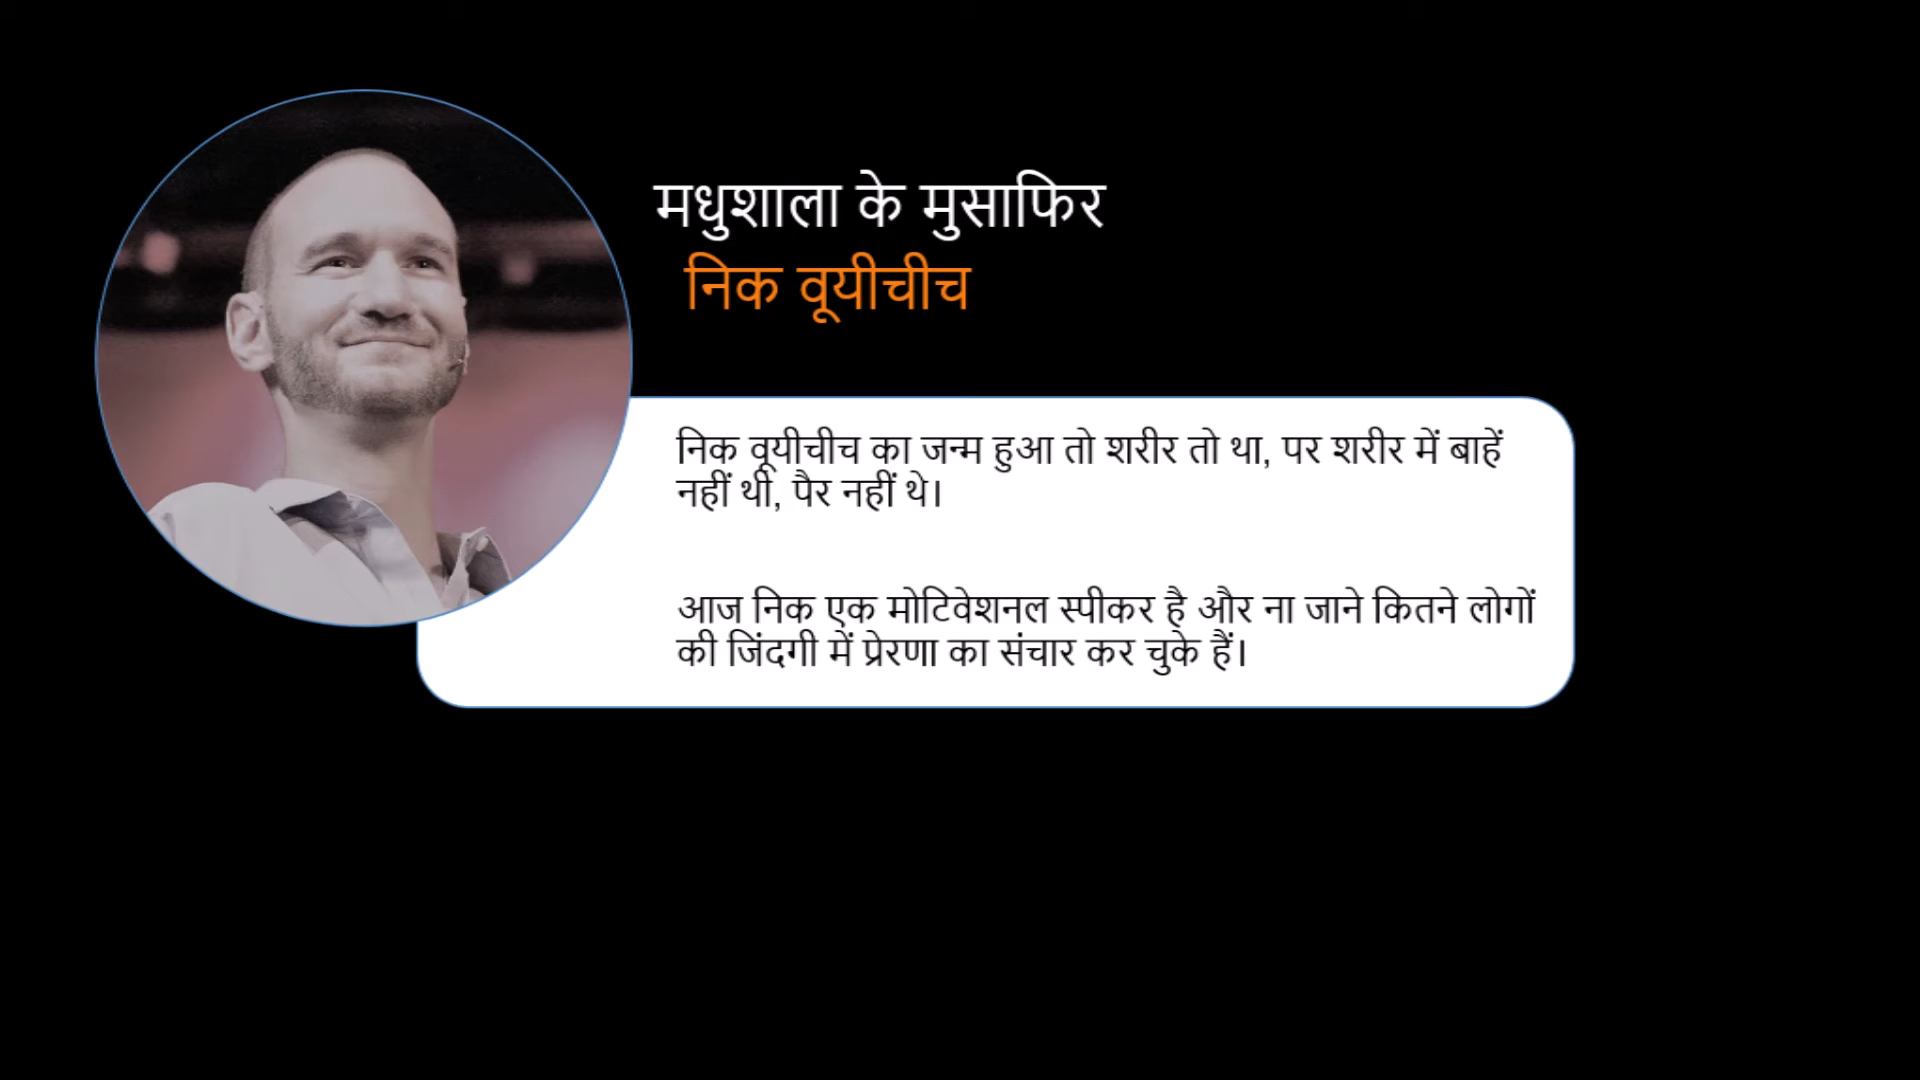 मधुशाला के मुसाफिर
निक वूयीचीच
निक वूयीचीच का जन्म हुआ तो शरीर तो था, पर शरीर में बाहें
नहीं थी, पैर नहीं थे।
आज निक एक मोटिवेशनल स्पीकर है और ना जाने कितने लोगों
की जिंदगी में प्रेरणा का संचार कर चुके हैं।